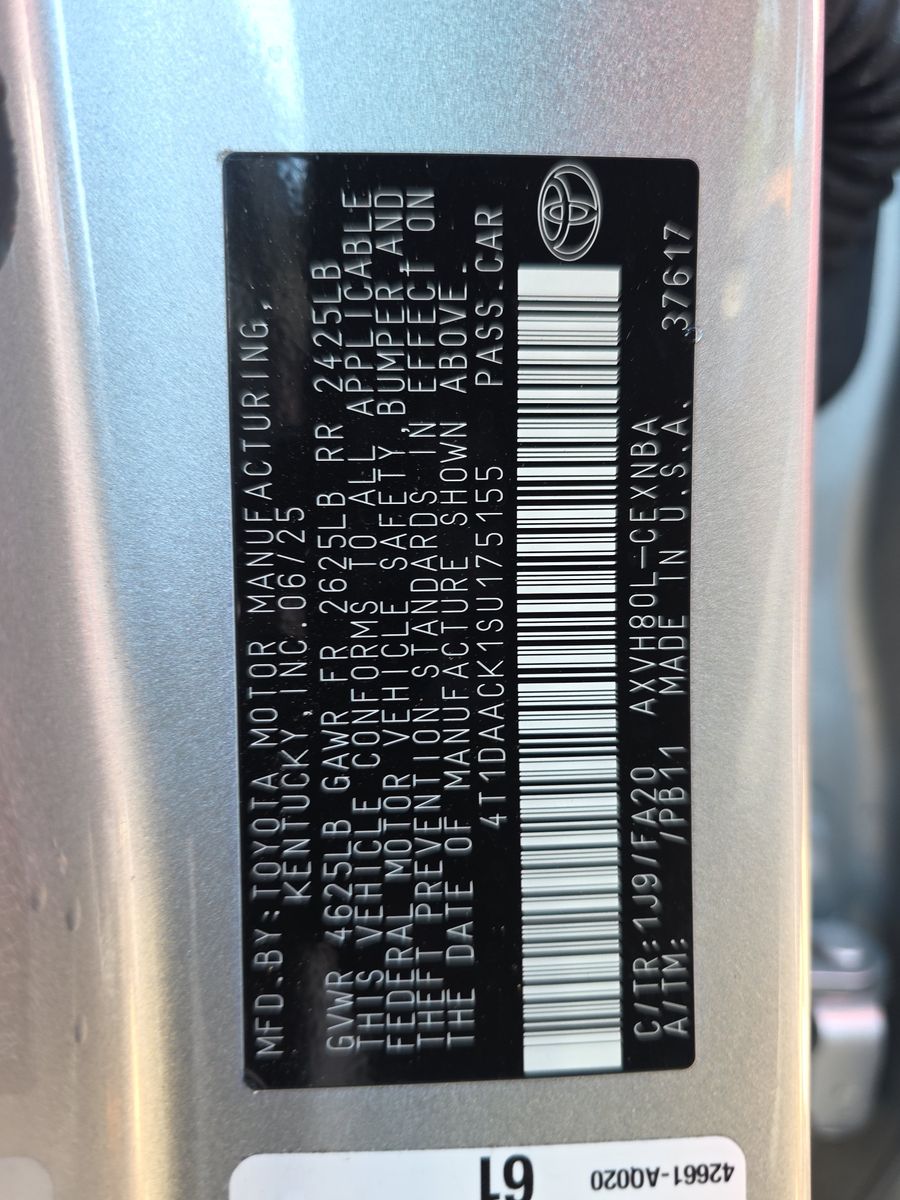 MFD.BY:TOYOTA MOTOR MANUFACTURING,
KENTUCKY,INC.06/25
GVWR 4625LB GAWR FR 2625LB RR 2425LB
THIS VEHICLE CONFORMS TO ALL APPLICABLE
FEDERAL MOTOR VEHICLE SAFETY,BUMPER,AND
THEFT PREVENTION STANDARDS IN EFFECT ON
THE DATE OF MANUFACTURE SHOWN ABOVE.
4T1DAACK1SU175155 PASS.CAR
C/TR:1J9/FA20 AXVH80L-CEXNBA
A/TM: /PB11 MADE IN U.S.A. 37617
61
42661-AQ020